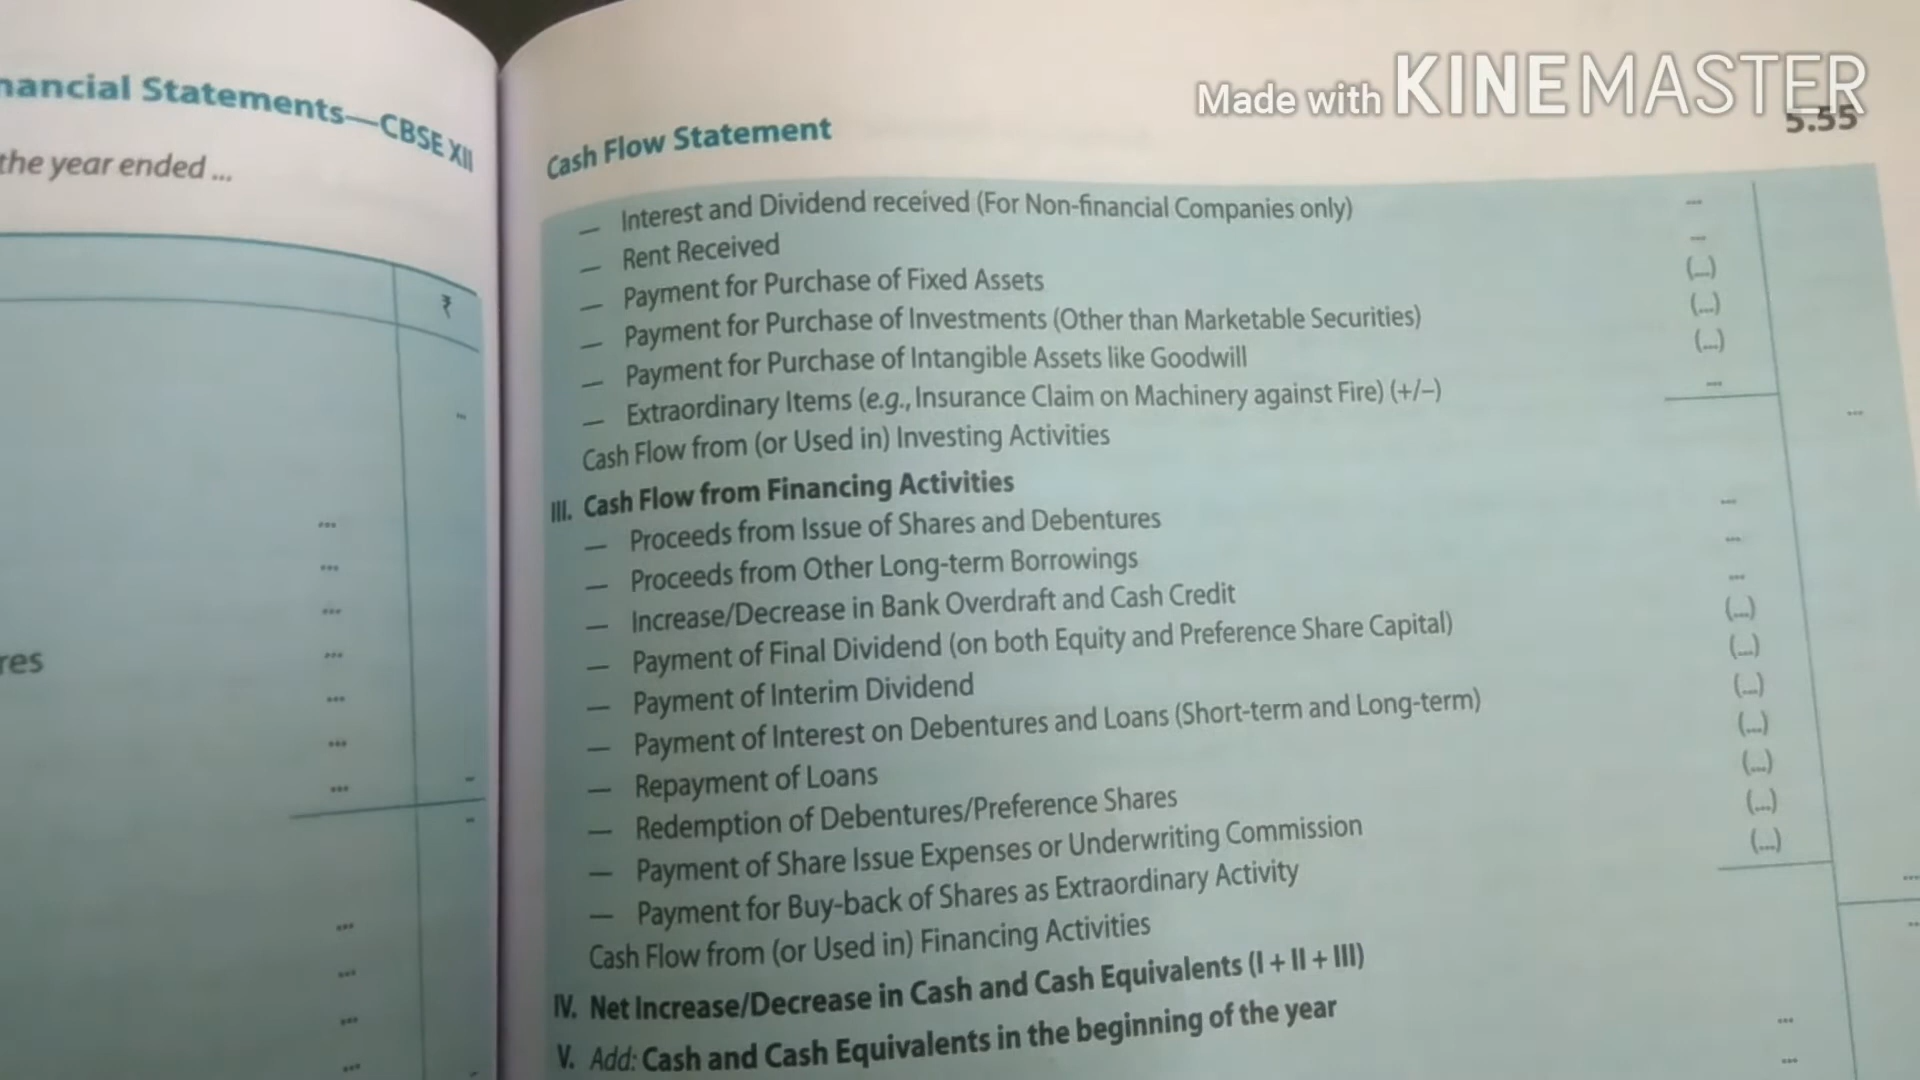 Made with KINEMASTER
nancial Statements—CBSE XII
the year ended ...
₹
res
Cash Flow Statement
5.55
— Interest and Dividend received (For Non-financial Companies only) ...
— Rent Received ...
— Payment for Purchase of Fixed Assets (...)
— Payment for Purchase of Investments (Other than Marketable Securities) (...)
— Payment for Purchase of Intangible Assets like Goodwill (...)
— Extraordinary Items (e.g., Insurance Claim on Machinery against Fire) (+/–) ...
Cash Flow from (or Used in) Investing Activities ...
III. Cash Flow from Financing Activities
— Proceeds from Issue of Shares and Debentures ...
— Proceeds from Other Long-term Borrowings ...
— Increase/Decrease in Bank Overdraft and Cash Credit ...
— Payment of Final Dividend (on both Equity and Preference Share Capital) (...)
— Payment of Interim Dividend (...)
— Payment of Interest on Debentures and Loans (Short-term and Long-term) (...)
— Repayment of Loans (...)
— Redemption of Debentures/Preference Shares (...)
— Payment of Share Issue Expenses or Underwriting Commission (...)
— Payment for Buy-back of Shares as Extraordinary Activity (...)
Cash Flow from (or Used in) Financing Activities ...
IV. Net Increase/Decrease in Cash and Cash Equivalents (I + II + III) ...
V. Add: Cash and Cash Equivalents in the beginning of the year ...